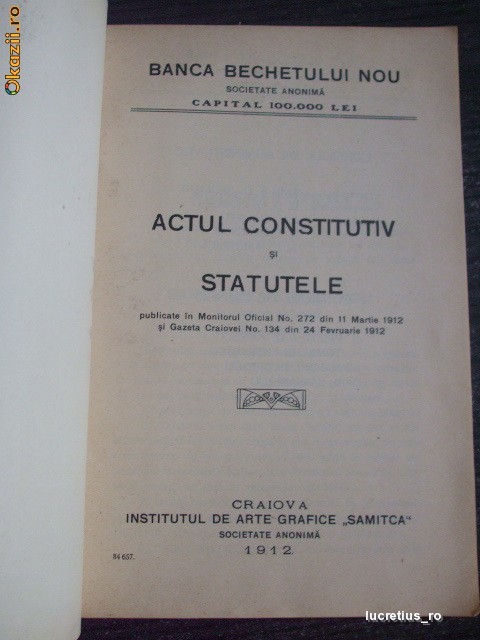 Okazii.ro
BANCA BECHETULUI NOU
SOCIETATE ANONIMĂ
CAPITAL 100.000 LEI
ACTUL CONSTITUTIV
ȘI
STATUTELE
publicate în Monitorul Oficial No. 272 din 11 Martie 1912
și Gazeta Craiovei No. 134 din 24 Fevruarie 1912
CRAIOVA
INSTITUTUL DE ARTE GRAFICE „SAMITCA“
SOCIETATE ANONIMĂ
1912
84 657.
lucretius_ro